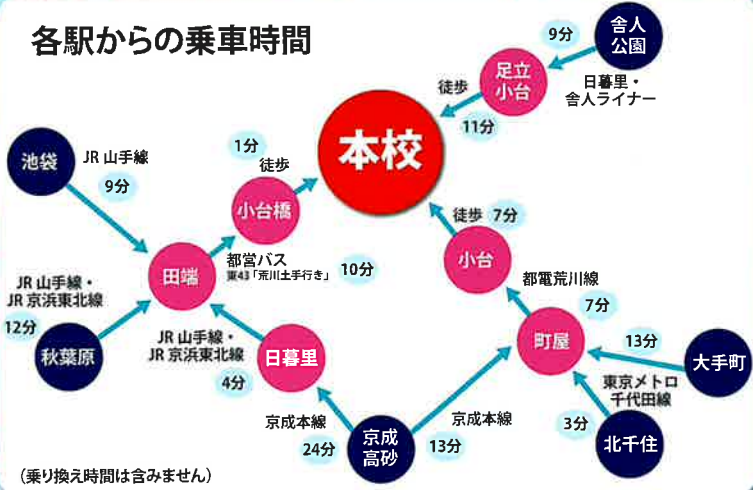 各駅からの乗車時間
舎人
公園
9分
足立
小台
日暮里・
舎人ライナー
徒歩
11分
本校
1分
徒歩
池袋
JR 山手線
9分
小台橋
徒歩 7分
小台
都営バス
東43「荒川土手行き」
10分
田端
都電荒川線
7分
JR 山手線・
JR 京浜東北線
12分
秋葉原
JR 山手線・
JR 京浜東北線
4分
日暮里
町屋
13分
大手町
東京メトロ
千代田線
3分
北千住
京成本線
24分
京成
高砂
京成本線
13分
（乗り換え時間は含みません）